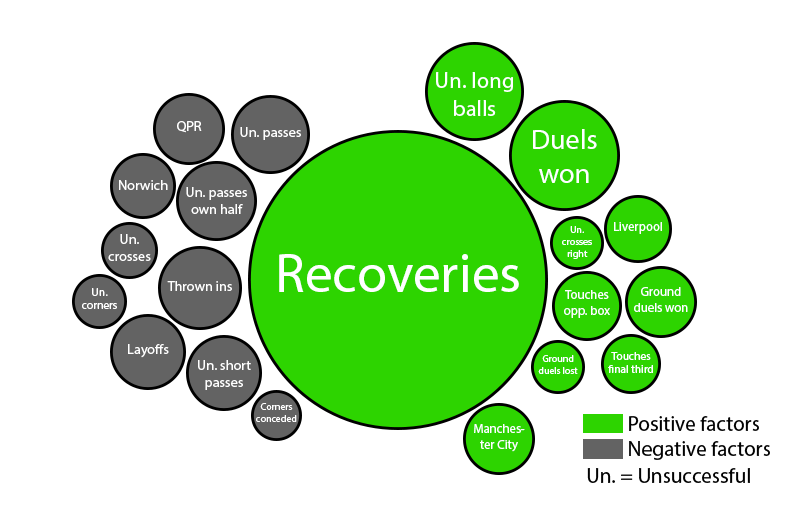 Un. long
balls
QPR
Un. passes
Duels
won
Norwich
Un. passes
own half
Un.
crosses
Un.
crosses
right
Liverpool
Recoveries
Thrown ins
Un.
corners
Touches
opp. box
Ground
duels won
Layoffs
Un. short
passes
Ground
duels lost
Touches
final third
Corners
conceded
Manches-
ter City
Positive factors
Negative factors
Un. = Unsuccessful